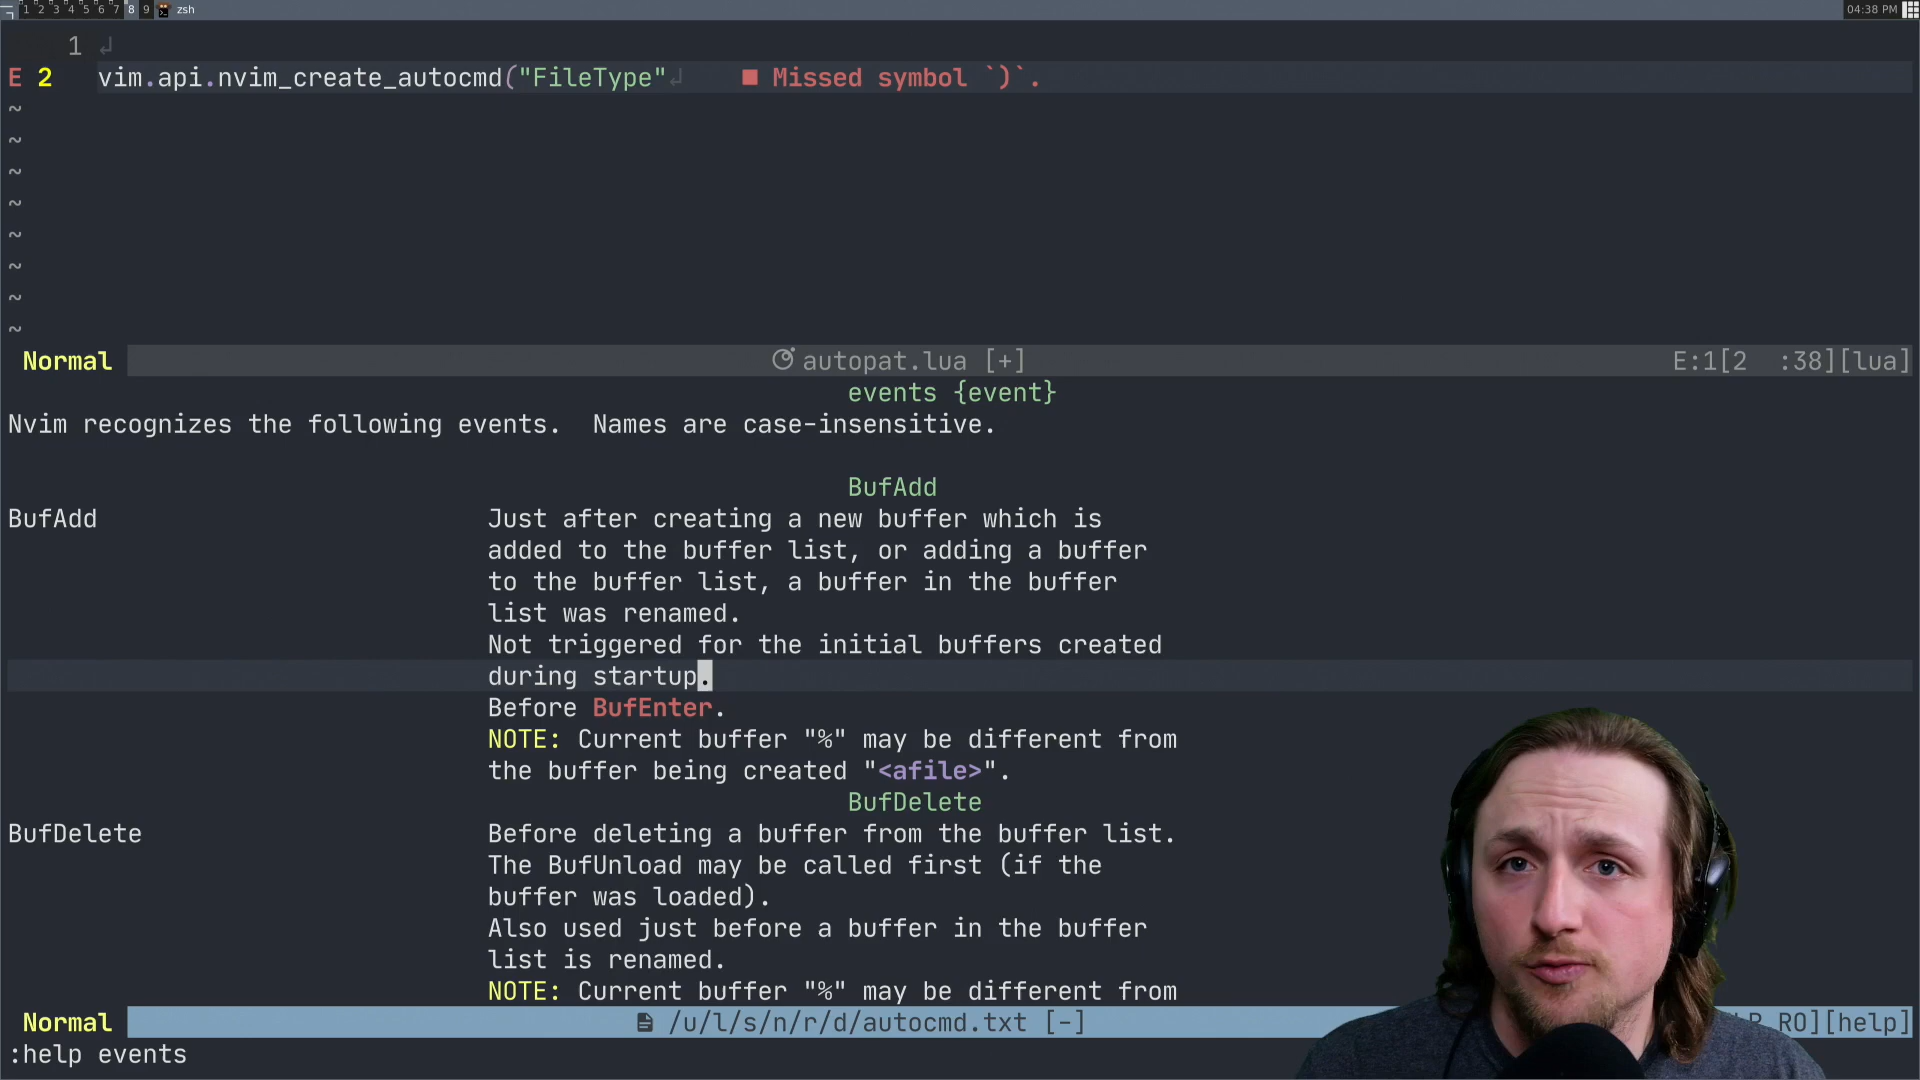 1 2 3 4 5 6 7 8 9 zsh 04:38 PM
1
E 2 vim.api.nvim_create_autocmd("FileType" ■ Missed symbol `)`.
~
~
~
~
~
~
~
~
Normal autopat.lua [+] E:1[2 :38][lua]
events {event}
Nvim recognizes the following events. Names are case-insensitive.
BufAdd
BufAdd Just after creating a new buffer which is
added to the buffer list, or adding a buffer
to the buffer list, a buffer in the buffer
list was renamed.
Not triggered for the initial buffers created
during startup.
Before BufEnter.
NOTE: Current buffer "%" may be different from
the buffer being created "<afile>".
BufDelete
BufDelete Before deleting a buffer from the buffer list.
The BufUnload may be called first (if the
buffer was loaded).
Also used just before a buffer in the buffer
list is renamed.
NOTE: Current buffer "%" may be different from
Normal /u/l/s/n/r/d/autocmd.txt [-] RO][help]
:help events